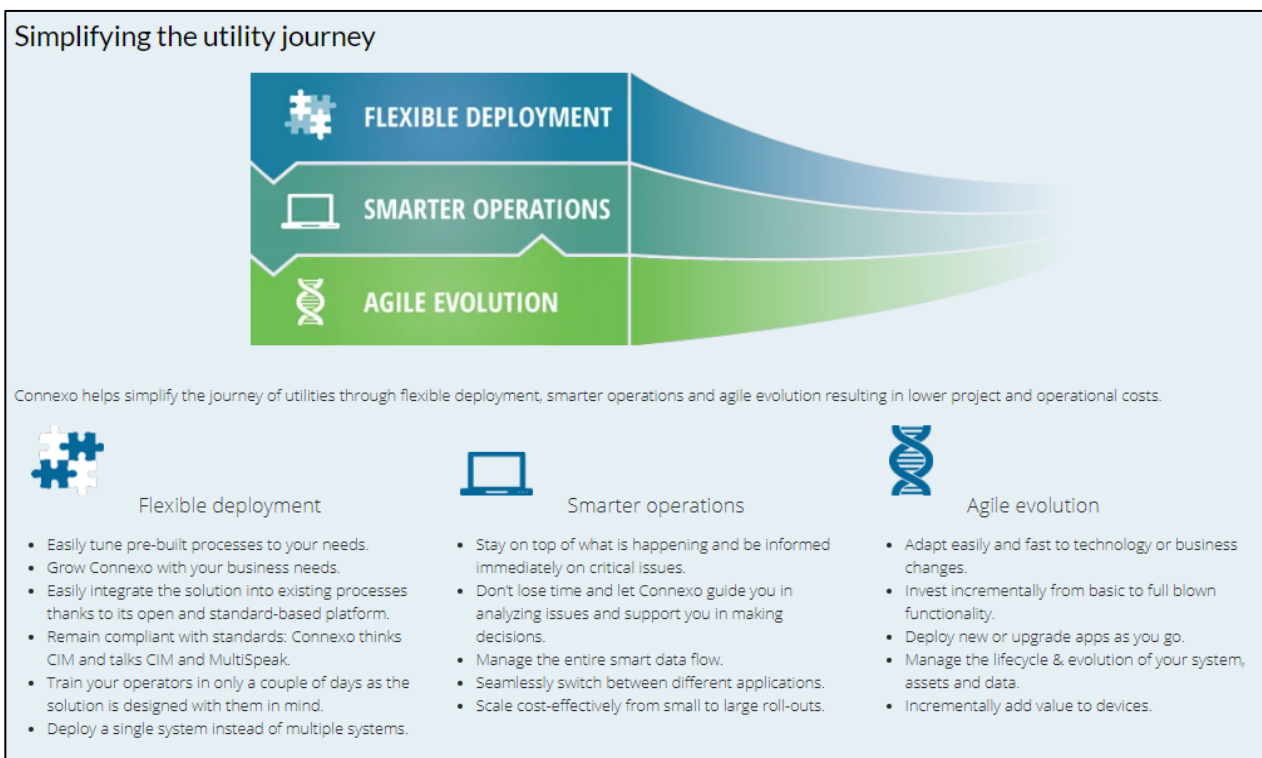 Simplifying the utility journey
FLEXIBLE DEPLOYMENT
SMARTER OPERATIONS
AGILE EVOLUTION
Connexo helps simplify the journey of utilities through flexible deployment, smarter operations and agile evolution resulting in lower project and operational costs.
Flexible deployment
• Easily tune pre-built processes to your needs.
• Grow Connexo with your business needs.
• Easily integrate the solution into existing processes
thanks to its open and standard-based platform.
• Remain compliant with standards: Connexo thinks
CIM and talks CIM and MultiSpeak.
• Train your operators in only a couple of days as the
solution is designed with them in mind.
• Deploy a single system instead of multiple systems.
Smarter operations
• Stay on top of what is happening and be informed
immediately on critical issues.
• Don't lose time and let Connexo guide you in
analyzing issues and support you in making
decisions.
• Manage the entire smart data flow.
• Seamlessly switch between different applications.
• Scale cost-effectively from small to large roll-outs.
Agile evolution
• Adapt easily and fast to technology or business
changes.
• Invest incrementally from basic to full blown
functionality.
• Deploy new or upgrade apps as you go.
• Manage the lifecycle & evolution of your system,
assets and data.
• Incrementally add value to devices.